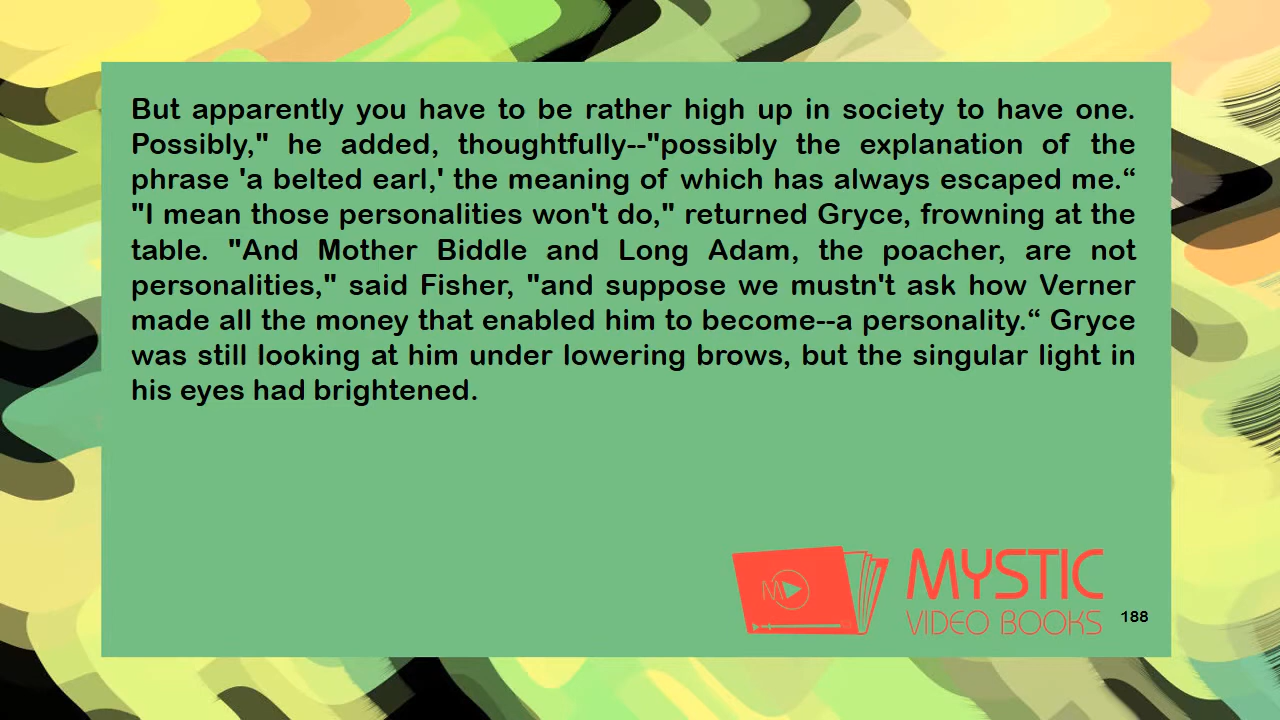 But apparently you have to be rather high up in society to have one.
Possibly," he added, thoughtfully--"possibly the explanation of the
phrase 'a belted earl,' the meaning of which has always escaped me.“
"I mean those personalities won't do," returned Gryce, frowning at the
table. "And Mother Biddle and Long Adam, the poacher, are not
personalities," said Fisher, "and suppose we mustn't ask how Verner
made all the money that enabled him to become--a personality.“ Gryce
was still looking at him under lowering brows, but the singular light in
his eyes had brightened.
M
MYSTIC
VIDEO BOOKS
188